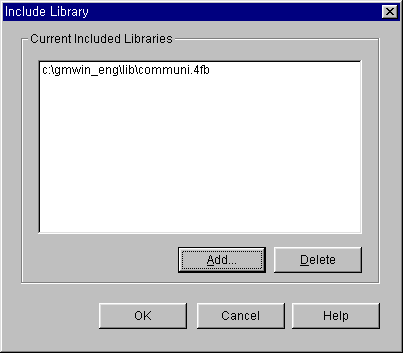 Include Library
Current Included Libraries
c:\gmwin_eng\lib\communi.4fb
Add...
Delete
OK
Cancel
Help